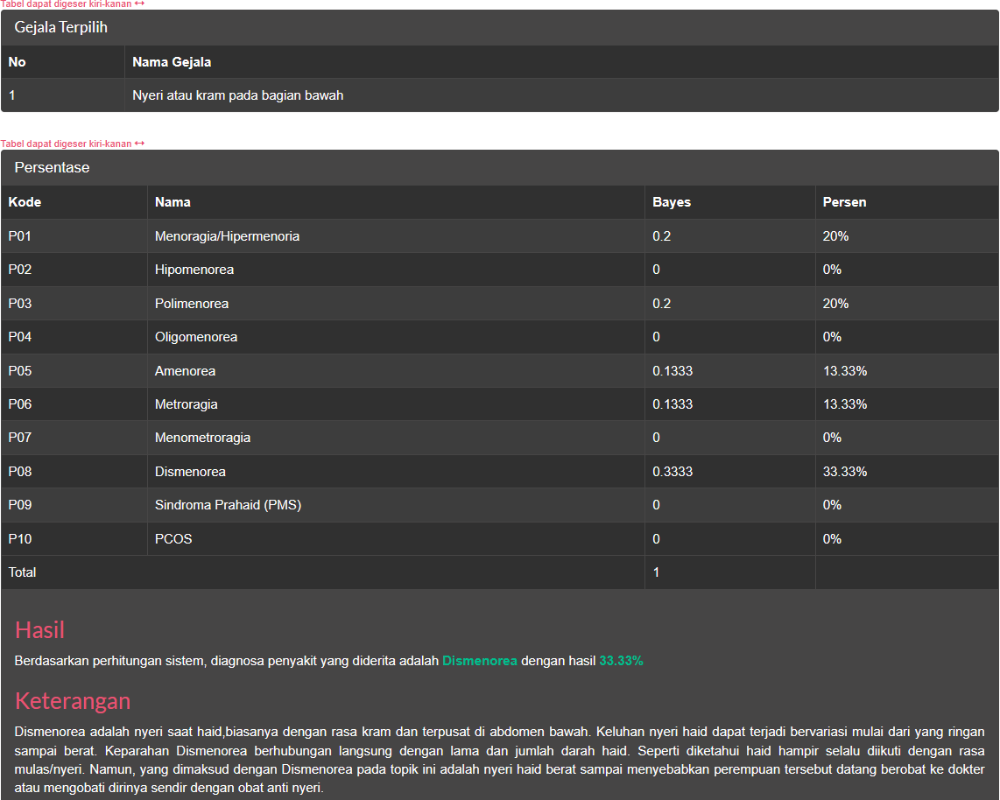 Tabel dapat digeser kiri-kanan ↔
Gejala Terpilih
No Nama Gejala
1 Nyeri atau kram pada bagian bawah
Tabel dapat digeser kiri-kanan ↔
Persentase
Kode Nama Bayes Persen
P01 Menoragia/Hipermenoria 0.2 20%
P02 Hipomenorea 0 0%
P03 Polimenorea 0.2 20%
P04 Oligomenorea 0 0%
P05 Amenorea 0.1333 13.33%
P06 Metroragia 0.1333 13.33%
P07 Menometroragia 0 0%
P08 Dismenorea 0.3333 33.33%
P09 Sindroma Prahaid (PMS) 0 0%
P10 PCOS 0 0%
Total 1
Hasil
Berdasarkan perhitungan sistem, diagnosa penyakit yang diderita adalah Dismenorea dengan hasil 33.33%
Keterangan
Dismenorea adalah nyeri saat haid,biasanya dengan rasa kram dan terpusat di abdomen bawah. Keluhan nyeri haid dapat terjadi bervariasi mulai dari yang ringan
sampai berat. Keparahan Dismenorea berhubungan langsung dengan lama dan jumlah darah haid. Seperti diketahui haid hampir selalu diikuti dengan rasa
mulas/nyeri. Namun, yang dimaksud dengan Dismenorea pada topik ini adalah nyeri haid berat sampai menyebabkan perempuan tersebut datang berobat ke dokter
atau mengobati dirinya sendir dengan obat anti nyeri.